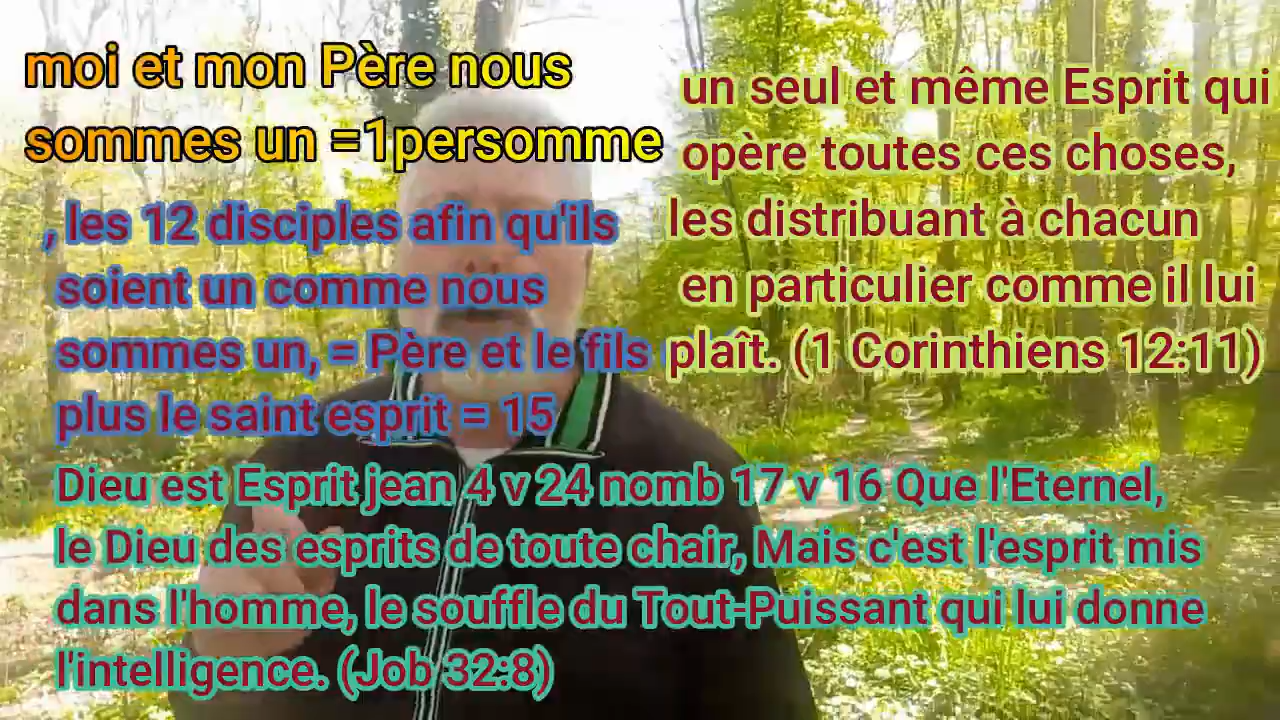 moi et mon Père nous
sommes un =1persomme
, les 12 disciples afin qu'ils
soient un comme nous
sommes un, = Père et le fils
plus le saint esprit = 15
un seul et même Esprit qui
opère toutes ces choses,
les distribuant à chacun
en particulier comme il lui
plaît. (1 Corinthiens 12:11)
Dieu est Esprit jean 4 v 24 nomb 17 v 16 Que l'Eternel,
le Dieu des esprits de toute chair, Mais c'est l'esprit mis
dans l'homme, le souffle du Tout-Puissant qui lui donne
l'intelligence. (Job 32:8)